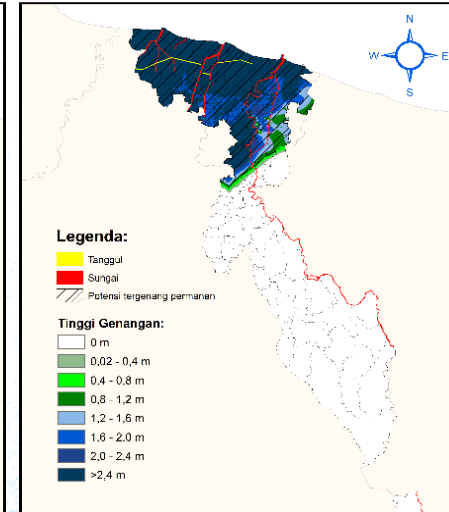 N
W
E
S
Legenda:
Tanggul
Sungai
Potensi tergenang permanen
Tinggi Genangan:
0 m
0,02 - 0,4 m
0.4 - 0,8 m
0,8 - 1,2 m
1,2 - 1,6 m
1,6 - 2,0 m
2,0 - 2,4 m
>2,4 m